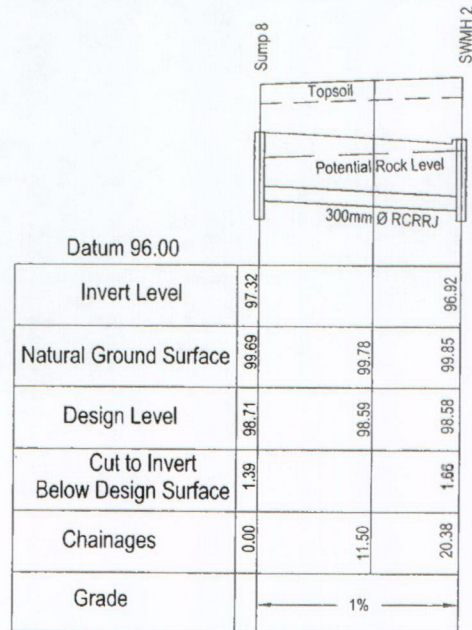 Sump 8
SWMH 2
Topsoil
Potential Rock Level
300mm Ø RCRRJ
Datum 96.00
Invert Level 97.32 96.92
Natural Ground Surface 99.69 99.78 99.85
Design Level 98.71 98.59 98.58
Cut to Invert
Below Design Surface 1.39 1.66
Chainages 0.00 11.50 20.38
Grade 1%